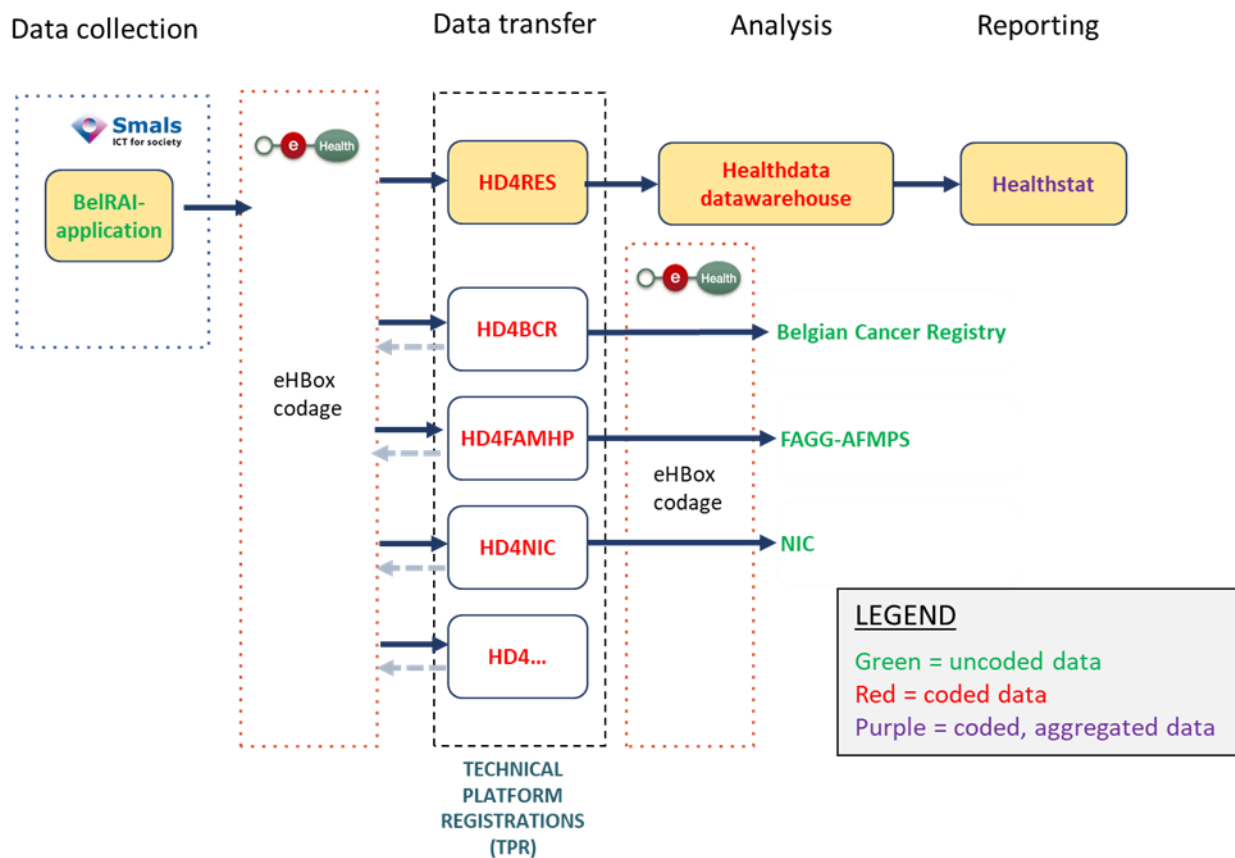 Data collection
Data transfer
Analysis
Reporting
Smals
ICT for society
BelRAI-
application
e
Health
eHBox
codage
HD4RES
Healthdata
datawarehouse
Healthstat
e
Health
HD4BCR
Belgian Cancer Registry
HD4FAMHP
FAGG-AFMPS
eHBox
codage
HD4NIC
NIC
HD4...
TECHNICAL
PLATFORM
REGISTRATIONS
(TPR)
LEGEND
Green = uncoded data
Red = coded data
Purple = coded, aggregated data